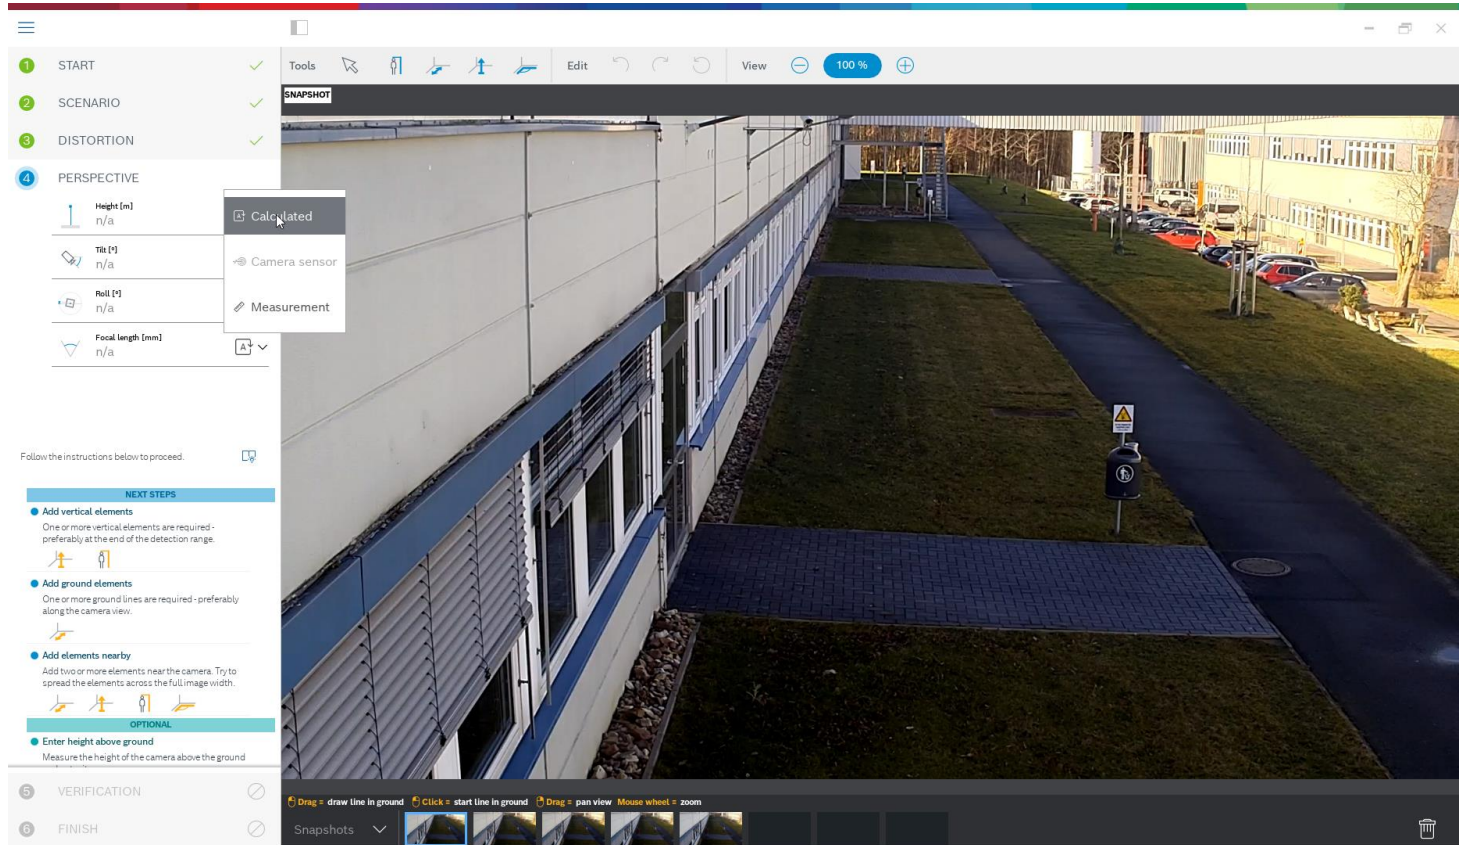 1 START
Tools
Edit
View
100 %
SNAPSHOT
2 SCENARIO
3 DISTORTION
4 PERSPECTIVE
Height [m]
n/a
Tilt [°]
n/a
Roll [°]
n/a
Focal length [mm]
n/a
A
A Calculated
Camera sensor
Measurement
Follow the instructions below to proceed.
NEXT STEPS
Add vertical elements
One or more vertical elements are required -
preferably at the end of the detection range.
Add ground elements
One or more ground lines are required - preferably
along the camera view.
Add elements nearby
Add two or more elements near the camera. Try to
spread the elements across the full image width.
OPTIONAL
Enter height above ground
Measure the height of the camera above the ground
5 VERIFICATION
6 FINISH
Drag = draw line in ground Click = start line in ground Drag = pan view Mouse wheel = zoom
Snapshots